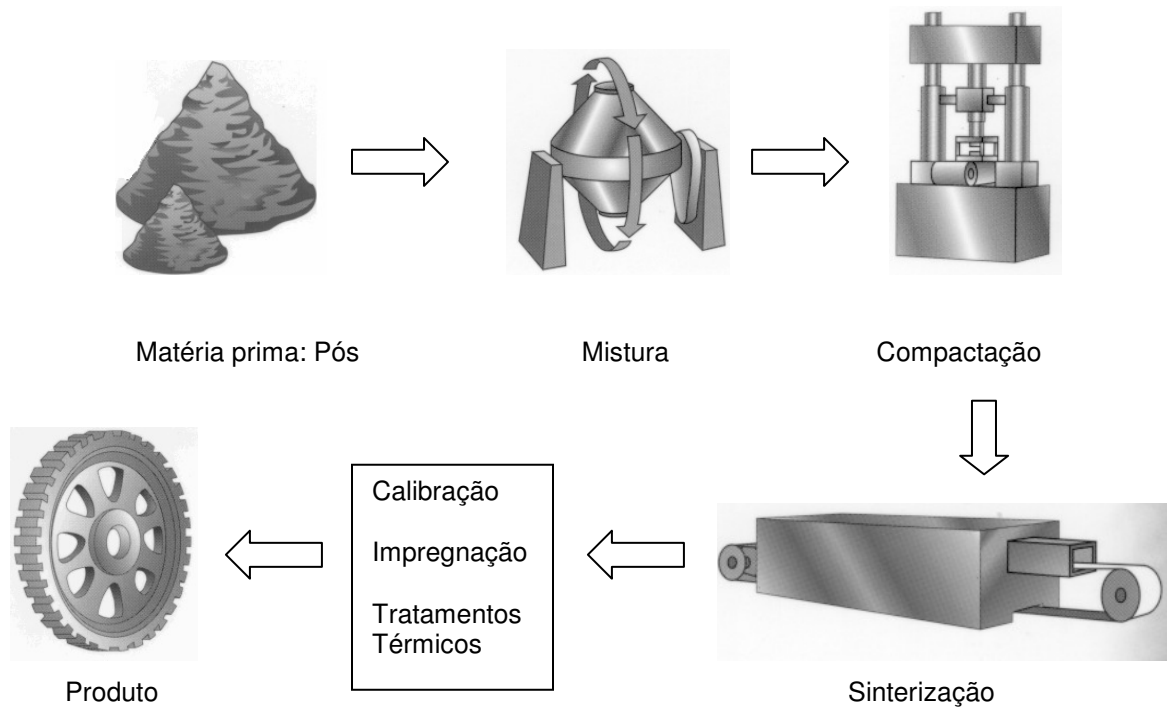 Matéria prima: Pós
Mistura
Compactação
Calibração
Impregnação
Tratamentos
Térmicos
Produto
Sinterização